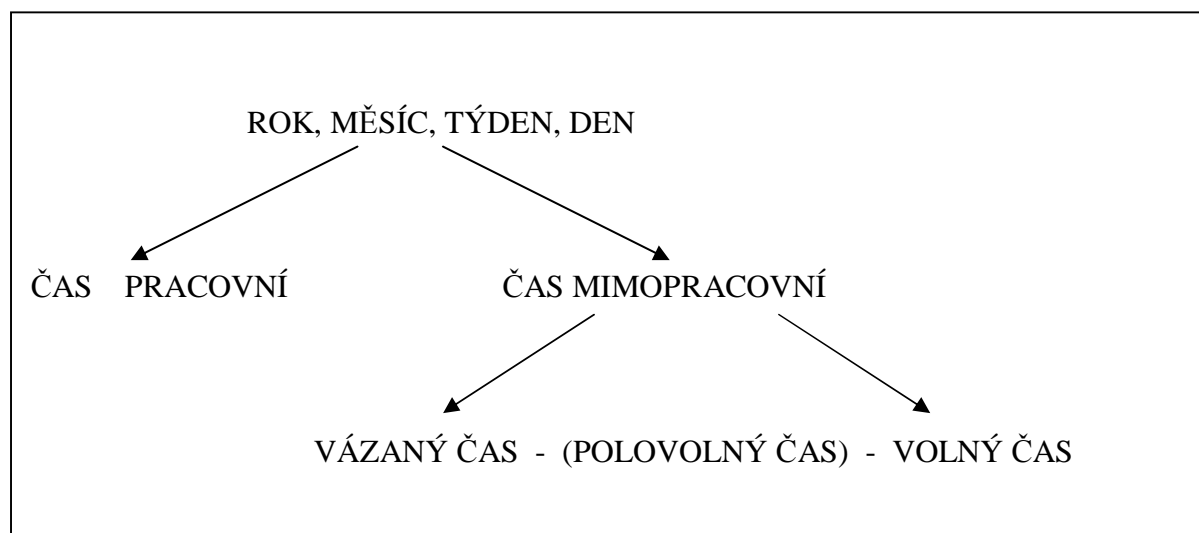 ROK, MĚSÍC, TÝDEN, DEN
ČAS PRACOVNÍ ČAS MIMOPRACOVNÍ
VÁZANÝ ČAS - (POLOVOLNÝ ČAS) - VOLNÝ ČAS